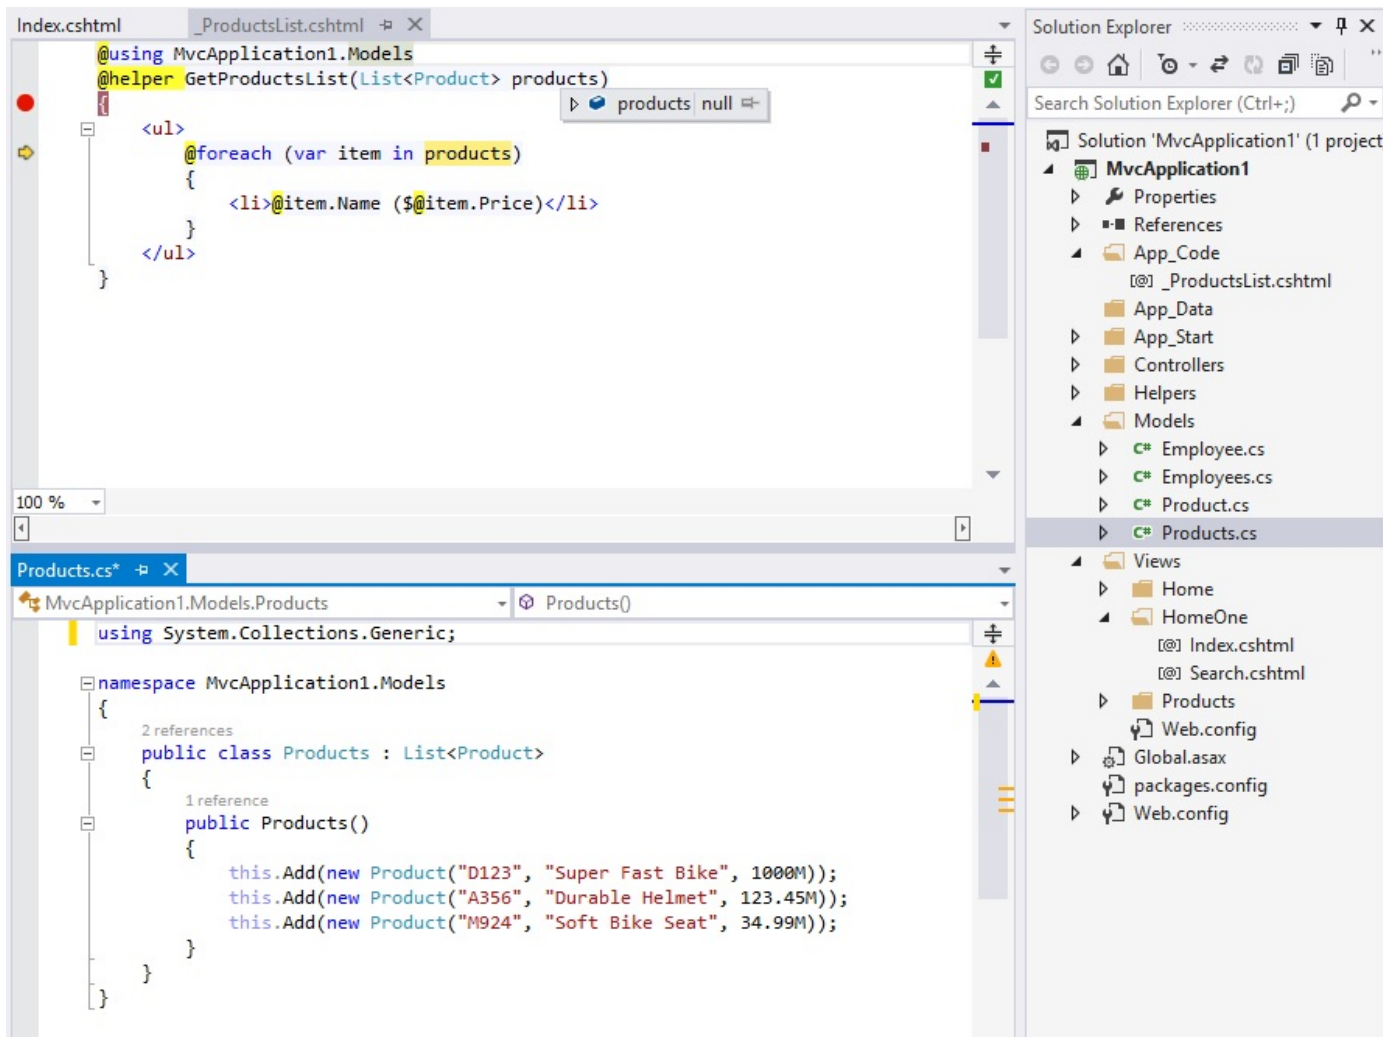 Index.cshtml
_ProductsList.cshtml
@using MvcApplication1.Models
@helper GetProductsList(List<Product> products)
{
products null
<ul>
@foreach (var item in products)
{
<li>@item.Name ($@item.Price)</li>
}
</ul>
}
100 %
Products.cs*
MvcApplication1.Models.Products
Products()
using System.Collections.Generic;
namespace MvcApplication1.Models
{
2 references
public class Products : List<Product>
{
1 reference
public Products()
{
this.Add(new Product("D123", "Super Fast Bike", 1000M));
this.Add(new Product("A356", "Durable Helmet", 123.45M));
this.Add(new Product("M924", "Soft Bike Seat", 34.99M));
}
}
}
Solution Explorer
Search Solution Explorer (Ctrl+;)
Solution 'MvcApplication1' (1 project
MvcApplication1
Properties
References
App_Code
[@] _ProductsList.cshtml
App_Data
App_Start
Controllers
Helpers
Models
C# Employee.cs
C# Employees.cs
C# Product.cs
C# Products.cs
Views
Home
HomeOne
[@] Index.cshtml
[@] Search.cshtml
Products
Web.config
Global.asax
packages.config
Web.config